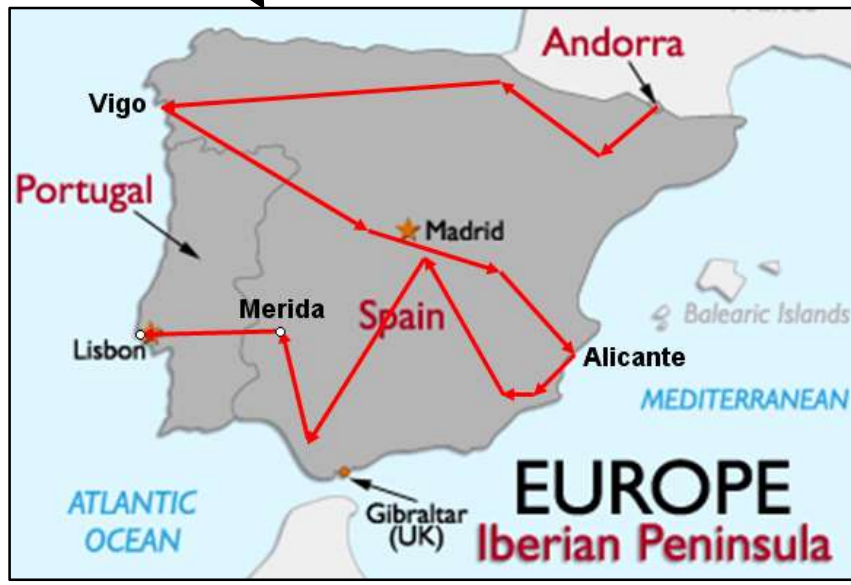 Andorra
Vigo
Portugal
Madrid
Merida
Spain
Balearic Islands
Lisbon
Alicante
MEDITERRANEAN
EUROPE
Iberian Peninsula
ATLANTIC
OCEAN
Gibraltar
(UK)